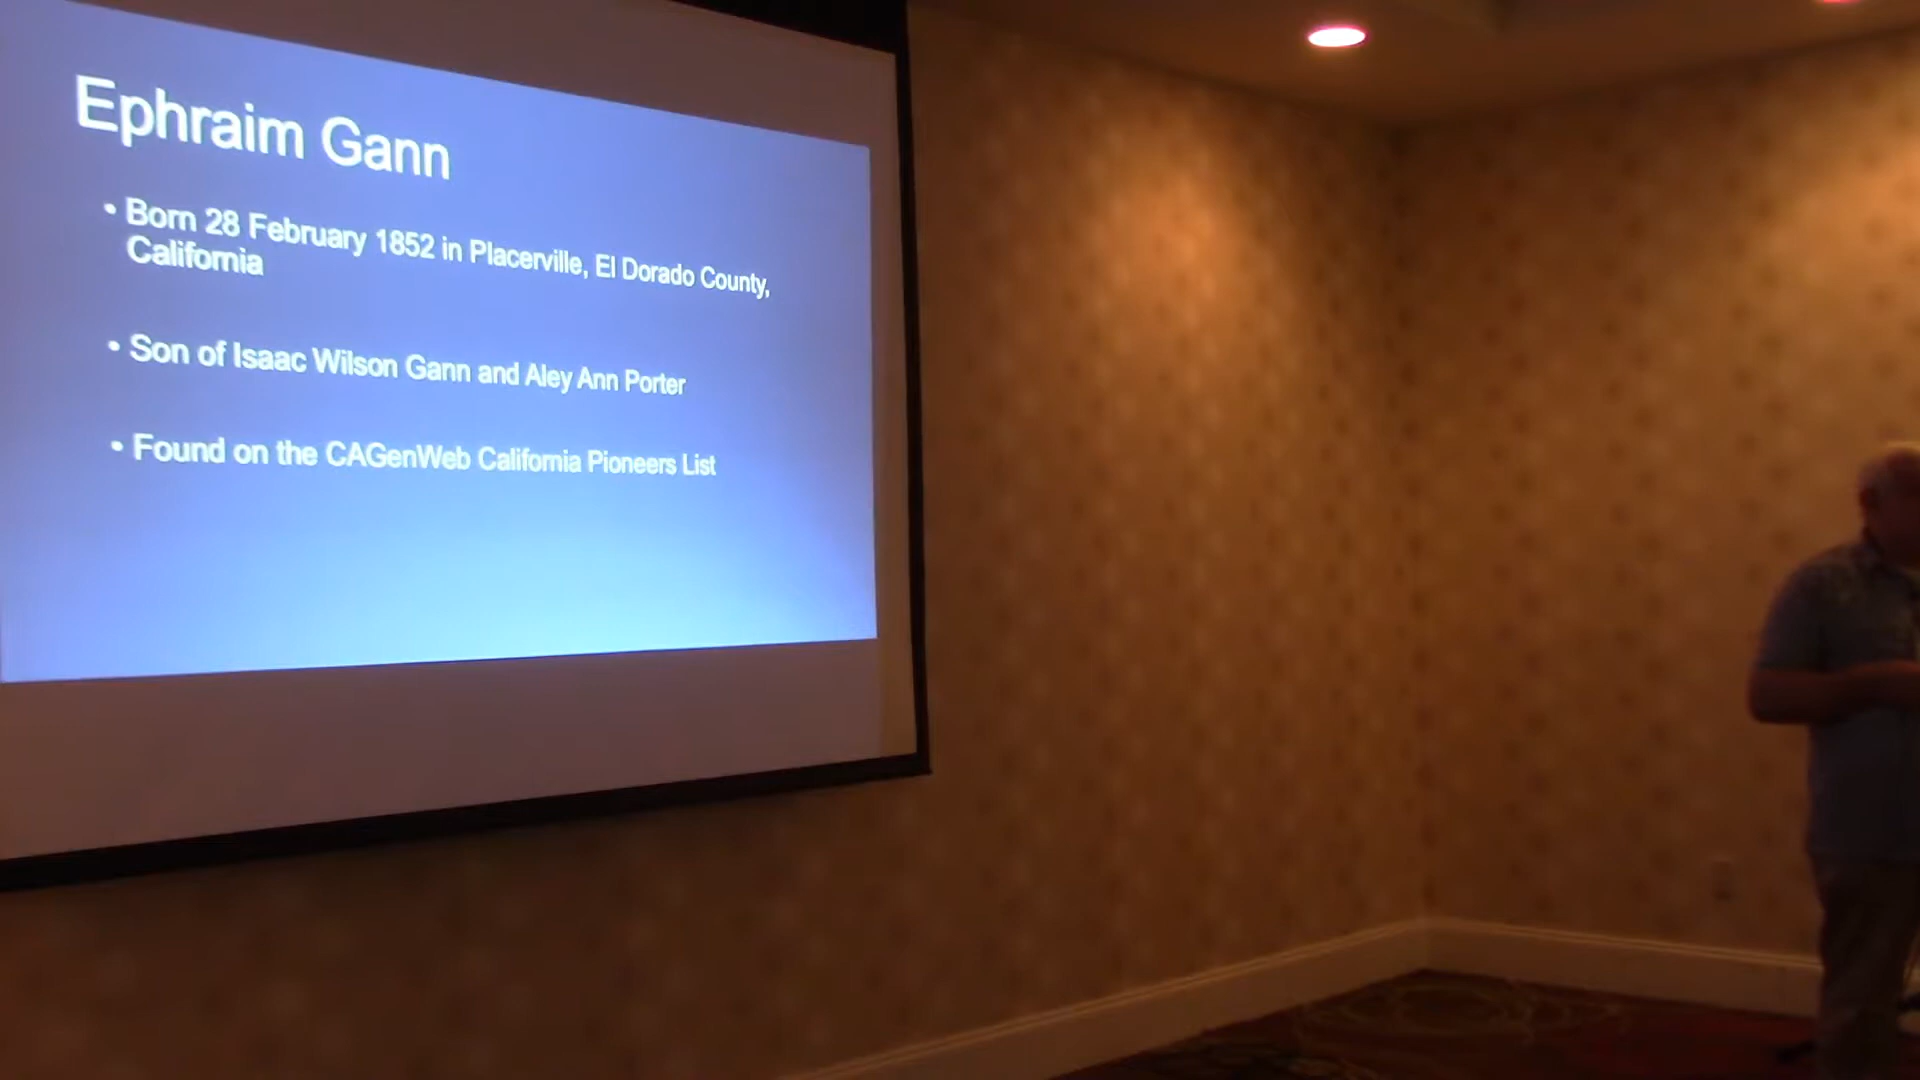 Ephraim Gann
• Born 28 February 1852 in Placerville, El Dorado County,
California
• Son of Isaac Wilson Gann and Aley Ann Porter
• Found on the CAGenWeb California Pioneers List